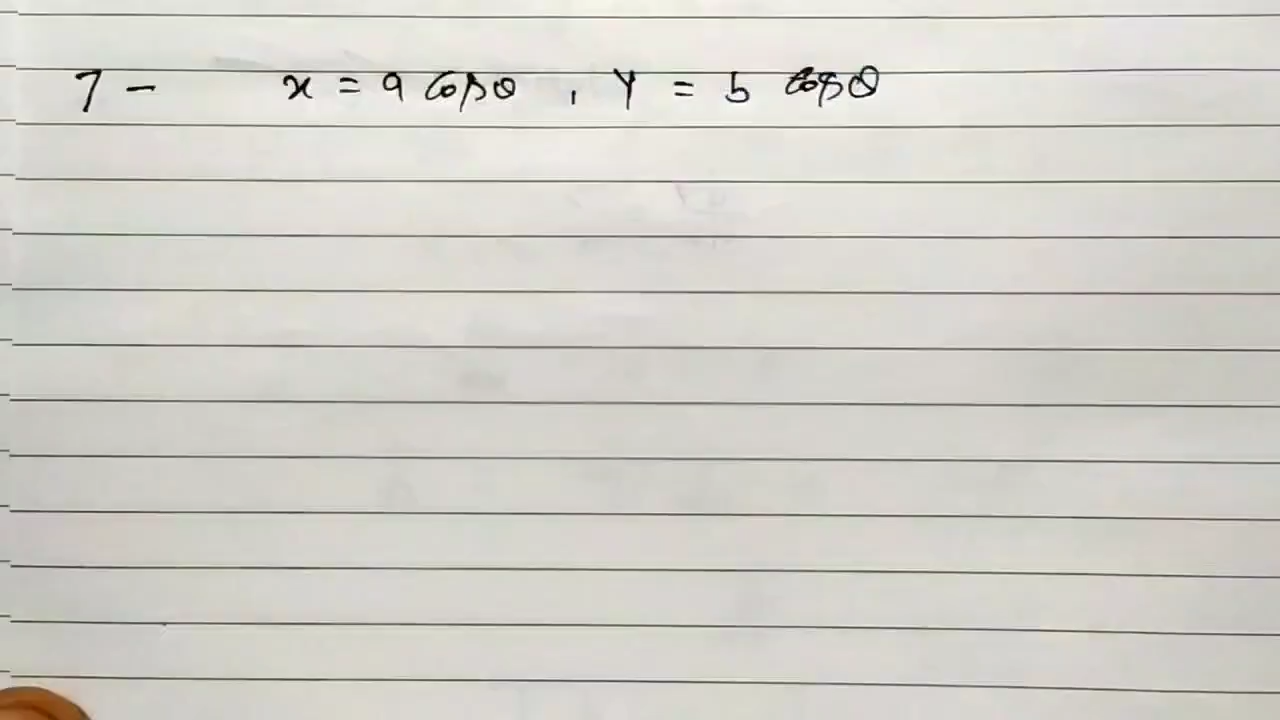 7 - x = a cosθ , y = b cosθ